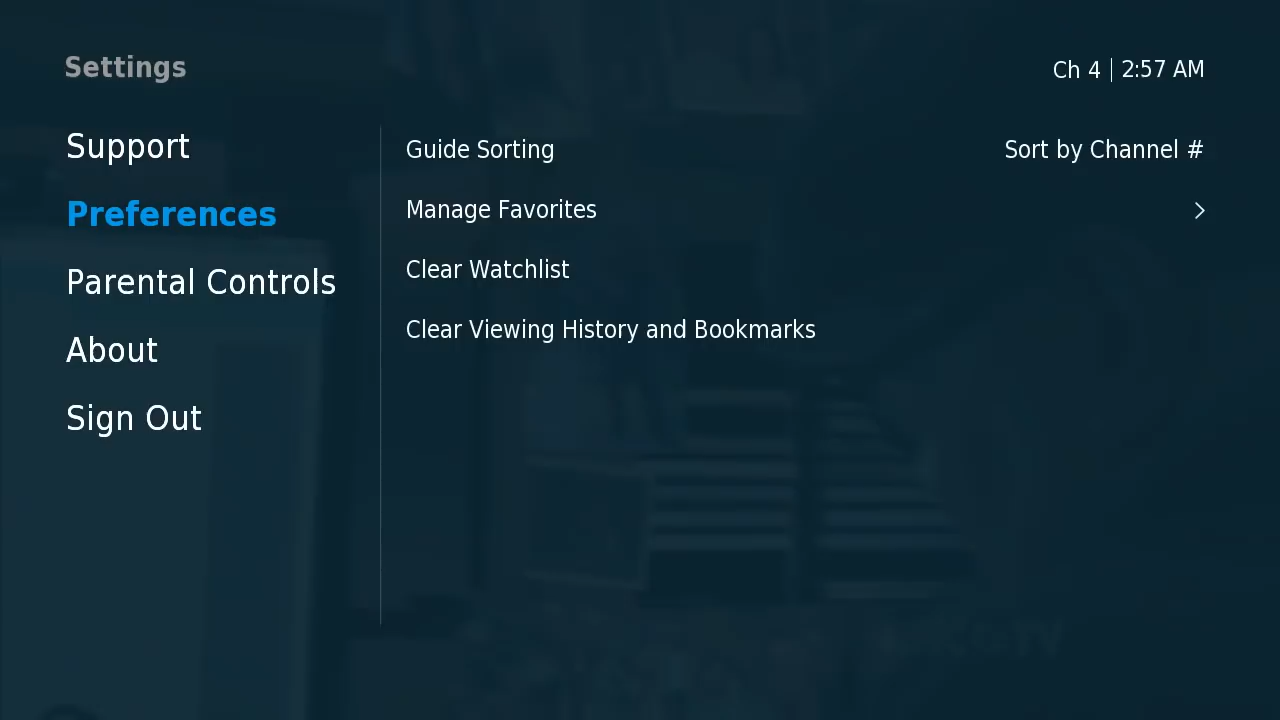 Settings
Ch 4 | 2:57 AM
Support
Preferences
Parental Controls
About
Sign Out
Guide Sorting Sort by Channel #
Manage Favorites >
Clear Watchlist
Clear Viewing History and Bookmarks